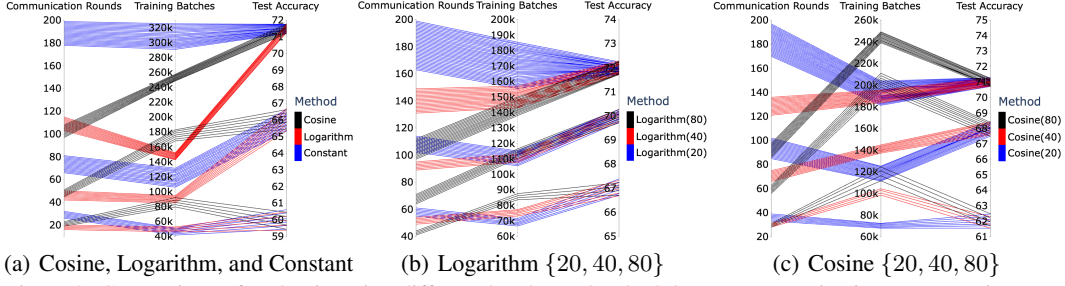 Communication Rounds Training Batches Test Accuracy
200
180
160
140
120
100
80
60
40
20
320k
300k
280k
260k
240k
220k
200k
180k
160k
140k
120k
100k
80k
60k
40k
72
71
70
69
68
67
66
65
64
63
62
61
60
59
Method
Cosine
Logarithm
Constant
(a) Cosine, Logarithm, and Constant
Communication Rounds Training Batches Test Accuracy
200
180
160
140
120
100
80
60
40
200k
190k
180k
170k
160k
150k
140k
130k
120k
110k
100k
90k
80k
70k
60k
74
73
72
71
70
69
68
67
66
65
Method
Logarithm(80)
Logarithm(40)
Logarithm(20)
(b) Logarithm {20, 40, 80}
Communication Rounds Training Batches Test Accuracy
200
180
160
140
120
100
80
60
40
20
260k
240k
220k
200k
180k
160k
140k
120k
100k
80k
60k
75
74
73
72
71
70
69
68
67
66
65
64
63
62
61
Method
Cosine(80)
Cosine(40)
Cosine(20)
(c) Cosine {20, 40, 80}